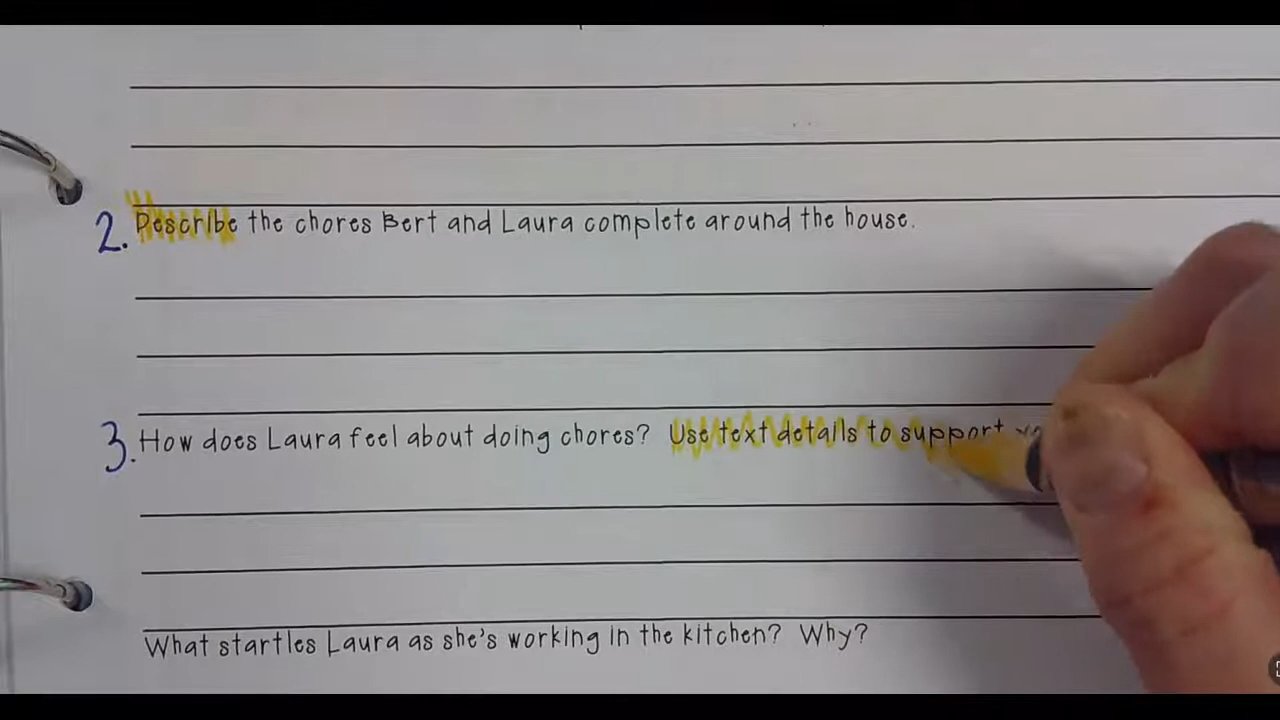 2. Describe the chores Bert and Laura complete around the house.
3. How does Laura feel about doing chores? Use text details to support
What startles Laura as she's working in the kitchen? Why?